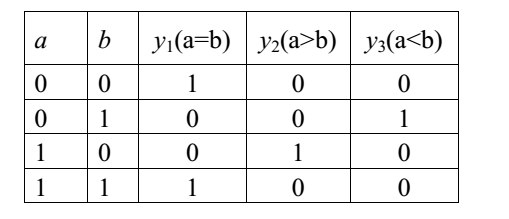 a b y₁(a=b) y₂(a>b) y₃(a<b)
0 0 1 0 0
0 1 0 0 1
1 0 0 1 0
1 1 1 0 0